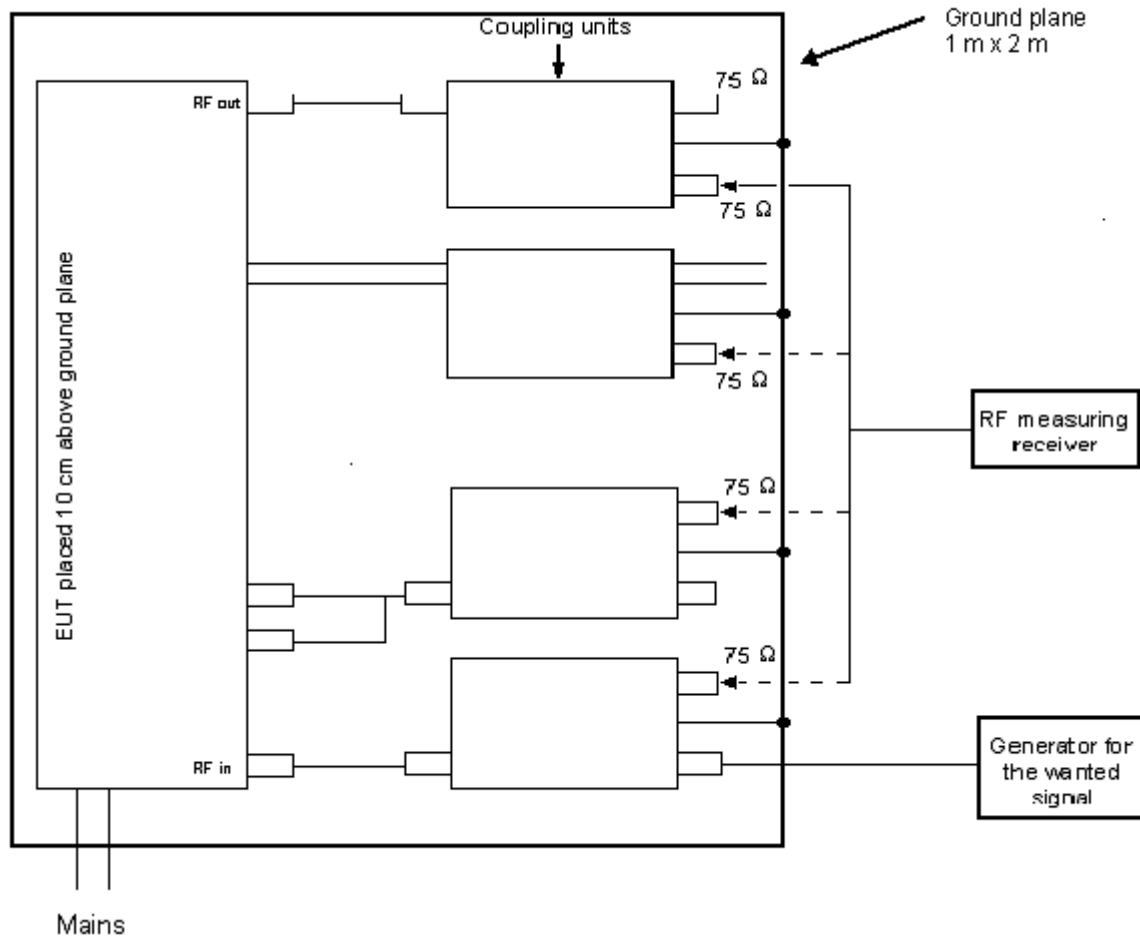 Coupling units
Ground plane
1 m x 2 m
75 Ω
RF out
75 Ω
75 Ω
EUT placed 10 cm above ground plane
RF measuring
receiver
75 Ω
75 Ω
RF in
Generator for
the wanted
signal
Mains